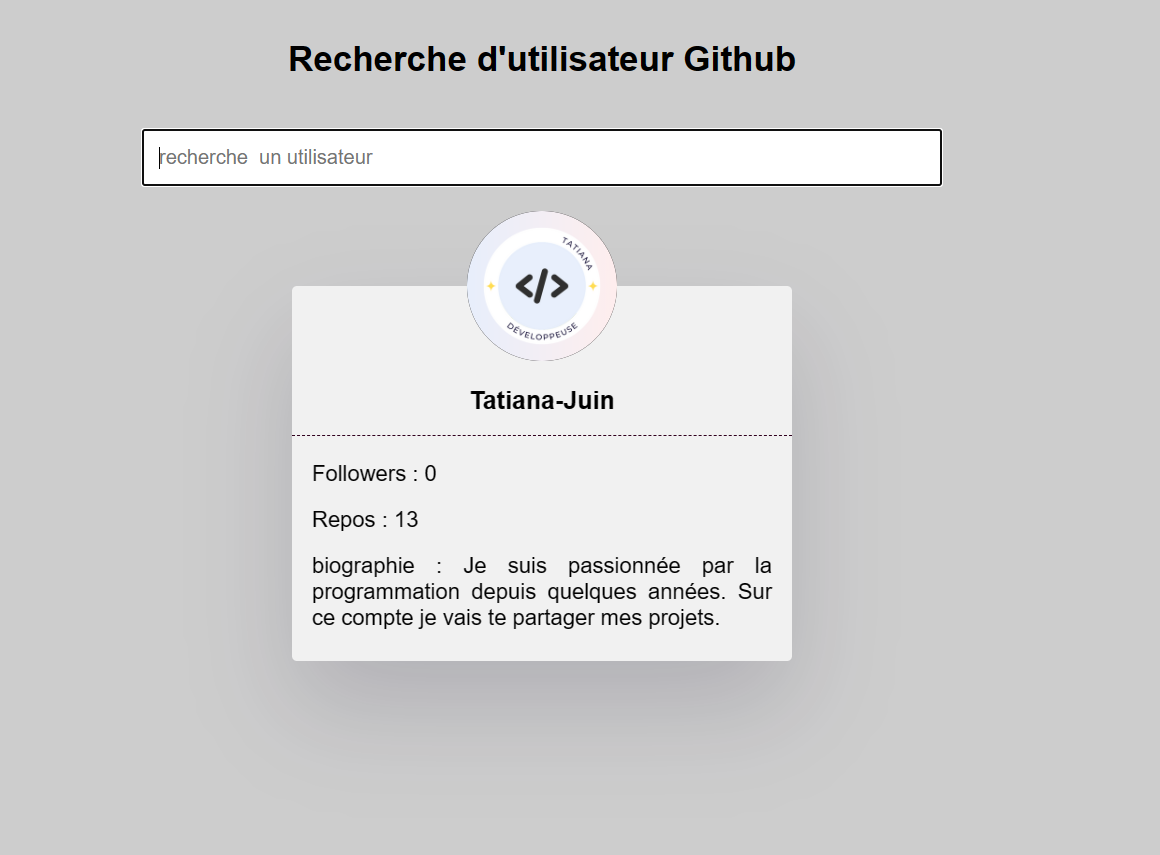 Recherche d'utilisateur Github
recherche  un utilisateur
TATIANA
</>
DÉVELOPPEUSE
Tatiana-Juin
Followers : 0
Repos : 13
biographie : Je suis passionnée par la
programmation depuis quelques années. Sur
ce compte je vais te partager mes projets.